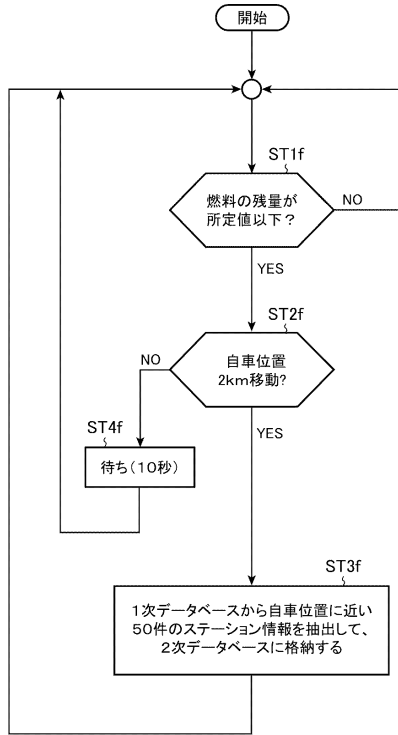 開始
ST1f
燃料の残量が
所定値以下？
NO
YES
ST2f
自車位置
2km移動?
NO
YES
ST4f
待ち(10秒)
ST3f
1次データベースから自車位置に近い
50件のステーション情報を抽出して、
2次データベースに格納する